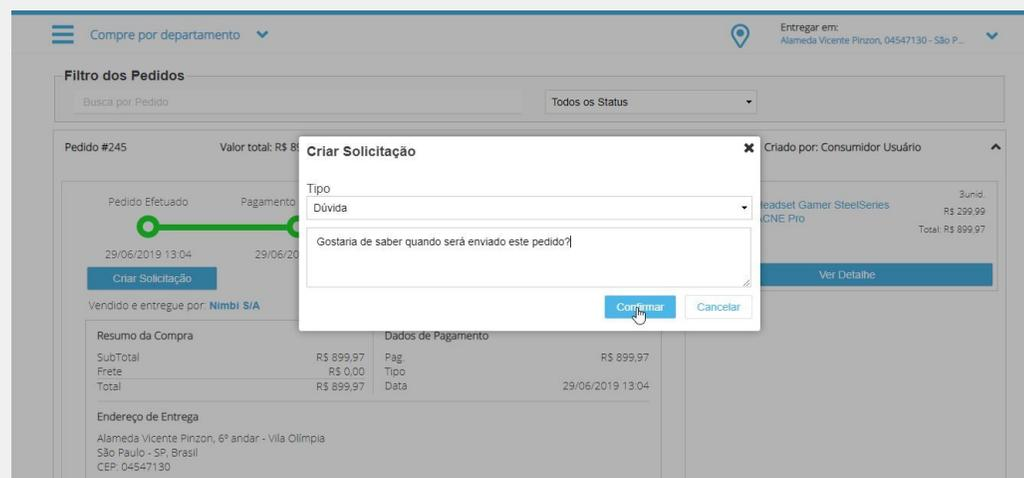 Compre por departamento
Entregar em:
Alameda Vicente Pinzon, 04547130 - São P...
Filtro dos Pedidos
Busca por Pedido
Todos os Status
Pedido #245
Valor total: R$ 89
Criado por: Consumidor Usuário
Criar Solicitação
Tipo
Dúvida
Gostaria de saber quando será enviado este pedido?
Confirmar
Cancelar
Pedido Efetuado
Pagamento
29/06/2019 13:04
29/06/20
Criar Solicitação
Vendido e entregue por: Nimbi S/A
Resumo da Compra
SubTotal R$ 899,97
Frete R$ 0,00
Total R$ 899,97
Dados de Pagamento
Pag. R$ 899,97
Tipo
Data 29/06/2019 13:04
Endereço de Entrega
Alameda Vicente Pinzon, 6º andar - Vila Olímpia
São Paulo - SP, Brasil
CEP: 04547130
Headset Gamer SteelSeries
ACNE Pro
3unid.
R$ 299,99
Total: R$ 899,97
Ver Detalhe